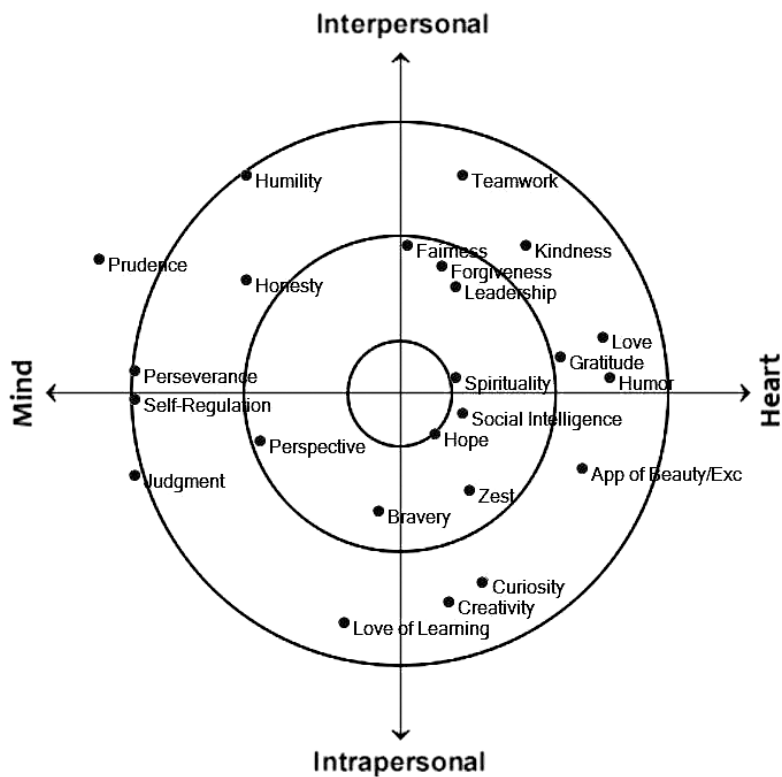 Interpersonal
Humility
Teamwork
Fairness
Kindness
Prudence
Forgiveness
Honesty
Leadership
Love
Gratitude
Perseverance
Spirituality
Humor
Mind
Heart
Self-Regulation
Social Intelligence
Perspective
Hope
Judgment
App of Beauty/Exc
Zest
Bravery
Curiosity
Creativity
Love of Learning
Intrapersonal